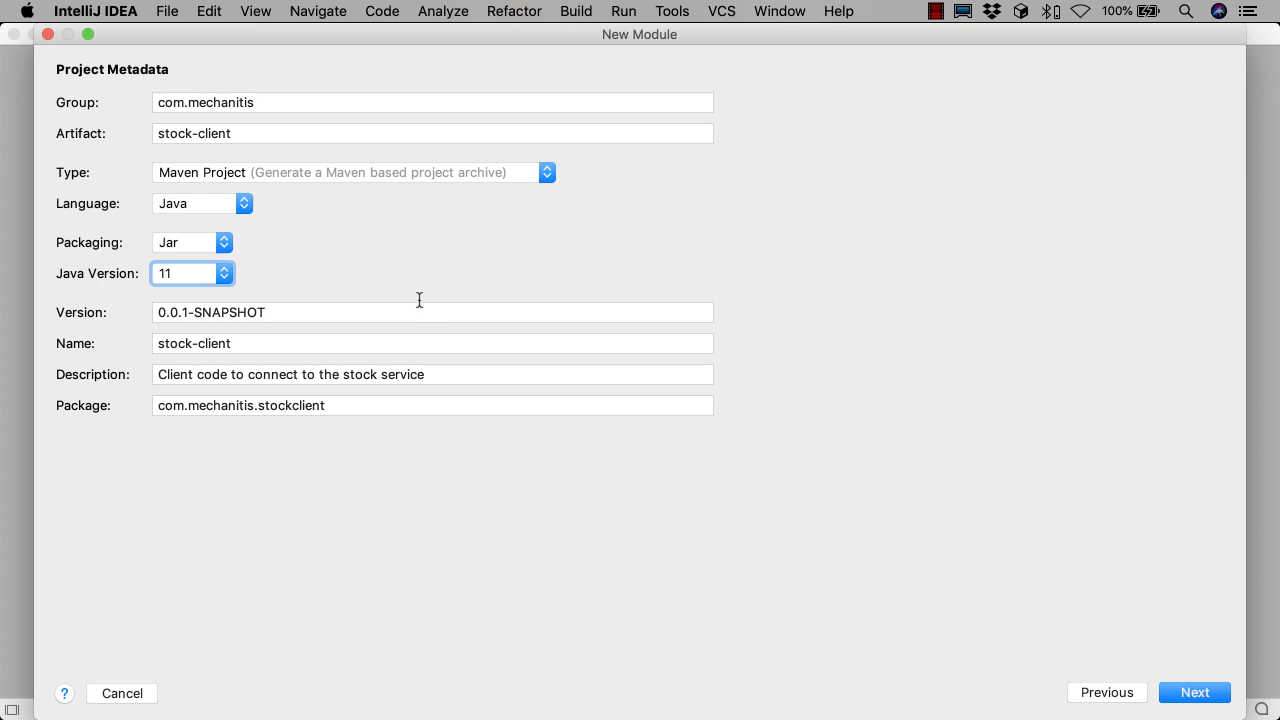 IntelliJ IDEA File Edit View Navigate Code Analyze Refactor Build Run Tools VCS Window Help 100%
New Module
Project Metadata
Group: com.mechanitis
Artifact: stock-client
Type: Maven Project (Generate a Maven based project archive)
Language: Java
Packaging: Jar
Java Version: 11
Version: 0.0.1-SNAPSHOT
Name: stock-client
Description: Client code to connect to the stock service
Package: com.mechanitis.stockclient
? Cancel Previous Next